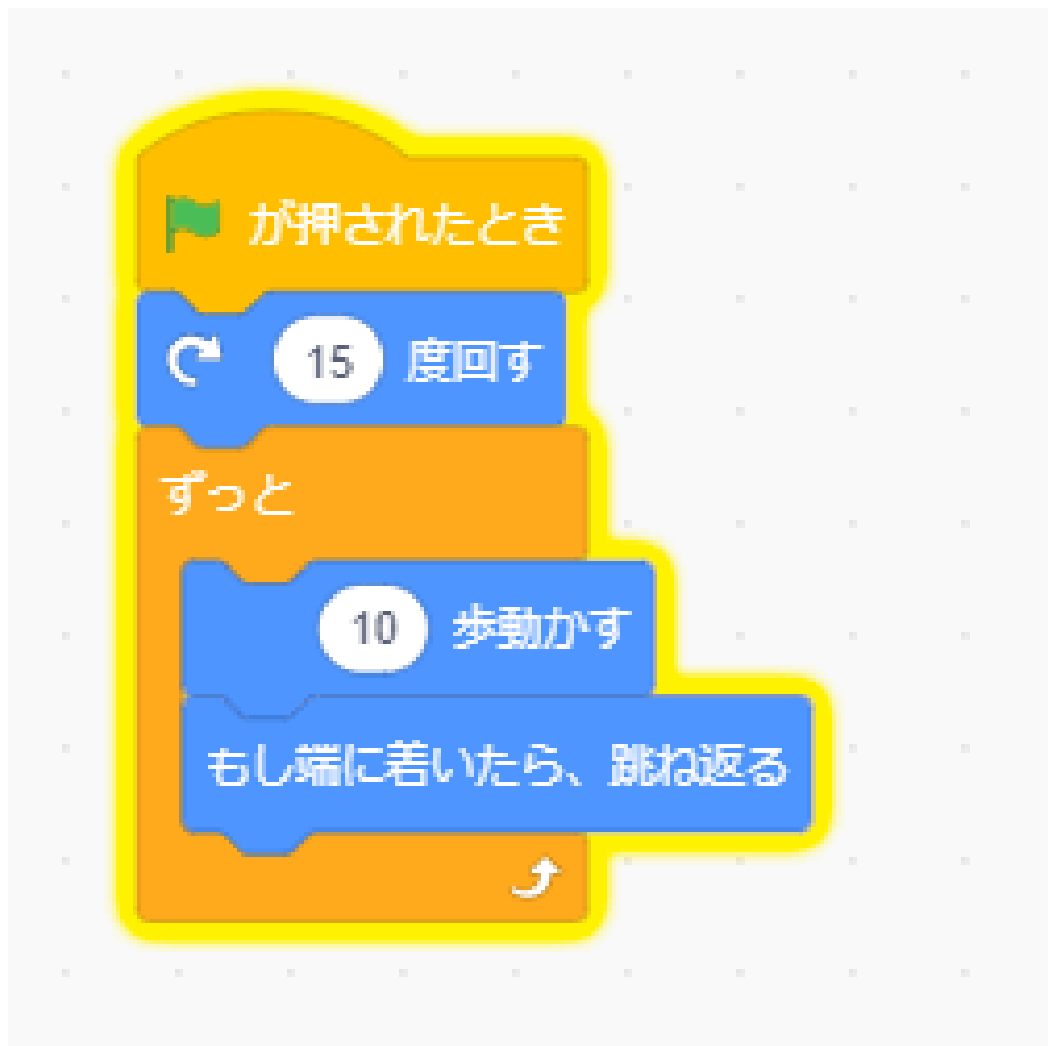 が押されたとき
15 度回す
ずっと
10 歩動かす
もし端に着いたら、跳ね返る